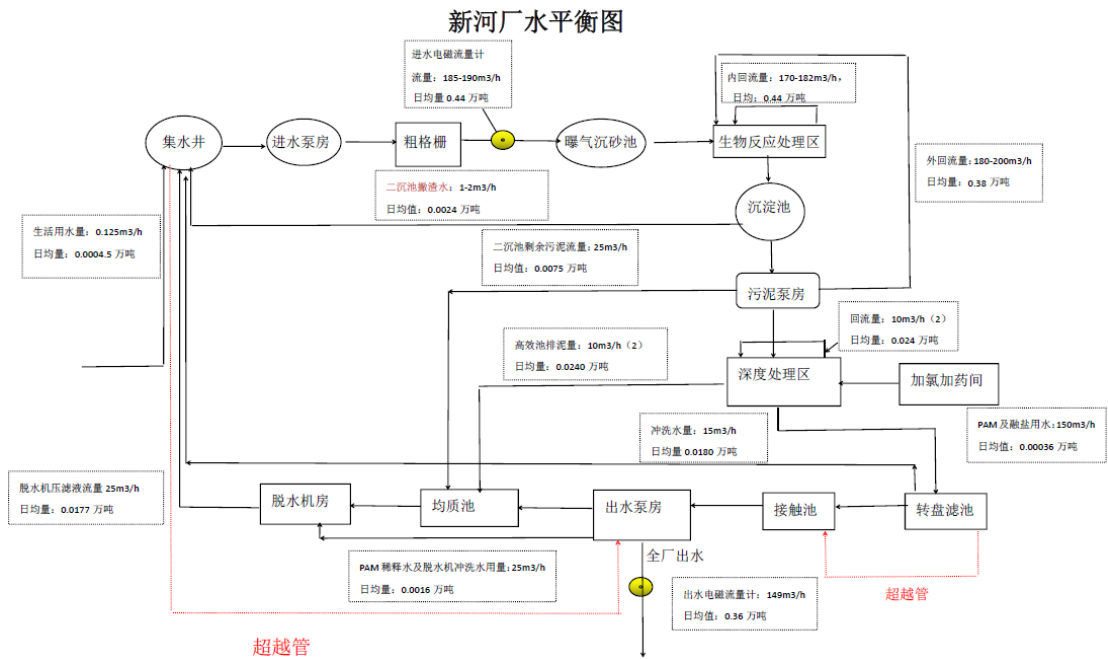 新河厂水平衡图
进水电磁流量计
流量：185-190m3/h
日均量 0.44 万吨
内回流量：170-182m3/h，
日均：0.44 万吨
集水井
进水泵房
粗格栅
曝气沉砂池
生物反应处理区
外回流量：180-200m3/h
日均量：0.38 万吨
二沉池撇渣水：1-2m3/h
日均值：0.0024 万吨
沉淀池
生活用水量：0.125m3/h
日均量：0.0004.5 万吨
二沉池剩余污泥流量：25m3/h
日均值：0.0075 万吨
污泥泵房
回流量：10m3/h（2）
日均量：0.024 万吨
高效池排泥量：10m3/h（2）
日均量：0.0240 万吨
深度处理区
加氯加药间
冲洗水量：15m3/h
日均量 0.0180 万吨
PAM 及融盐用水：150m3/h
日均值：0.00036 万吨
脱水机压滤液流量 25m3/h
日均量：0.0177 万吨
脱水机房
均质池
出水泵房
接触池
转盘滤池
全厂出水
PAM 稀释水及脱水机冲洗水用量：25m3/h
日均量：0.0016 万吨
出水电磁流量计：149m3/h
日均值：0.36 万吨
超越管
超越管